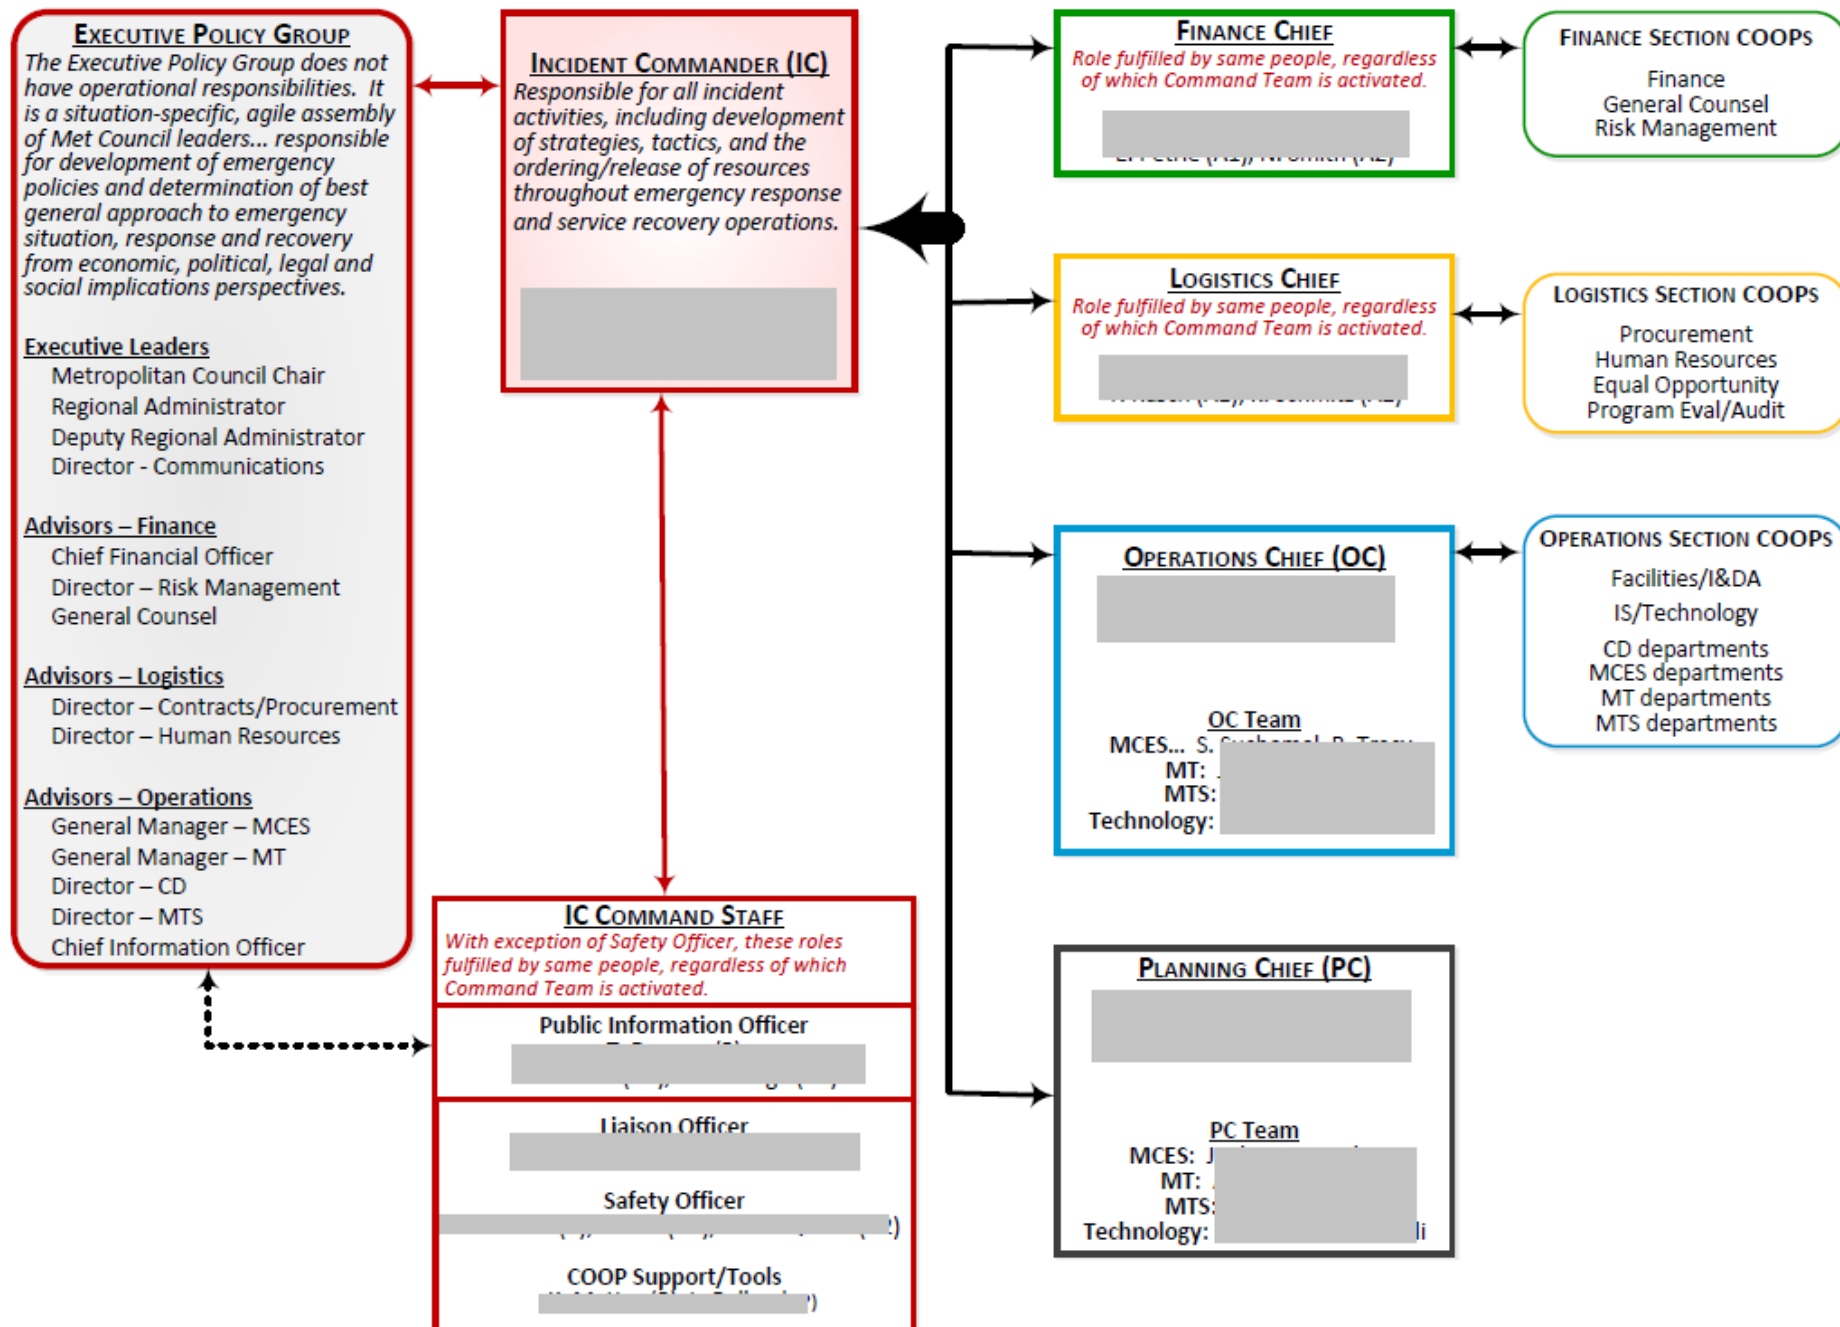 EXECUTIVE POLICY GROUP
The Executive Policy Group does not
have operational responsibilities.  It
is a situation-specific, agile assembly
of Met Council leaders... responsible
for development of emergency
policies and determination of best
general approach to emergency
situation, response and recovery
from economic, political, legal and
social implications perspectives.
Executive Leaders
Metropolitan Council Chair
Regional Administrator
Deputy Regional Administrator
Director - Communications
Advisors – Finance
Chief Financial Officer
Director – Risk Management
General Counsel
Advisors – Logistics
Director – Contracts/Procurement
Director – Human Resources
Advisors – Operations
General Manager – MCES
General Manager – MT
Director – CD
Director – MTS
Chief Information Officer
INCIDENT COMMANDER (IC)
Responsible for all incident
activities, including development
of strategies, tactics, and the
ordering/release of resources
throughout emergency response
and service recovery operations.
IC COMMAND STAFF
With exception of Safety Officer, these roles
fulfilled by same people, regardless of which
Command Team is activated.
Public Information Officer
Liaison Officer
Safety Officer
COOP Support/Tools
FINANCE CHIEF
Role fulfilled by same people, regardless
of which Command Team is activated.
LOGISTICS CHIEF
Role fulfilled by same people, regardless
of which Command Team is activated.
OPERATIONS CHIEF (OC)
OC Team
MCES... S.
MT:
MTS:
Technology:
PLANNING CHIEF (PC)
PC Team
MCES:
MT:
MTS:
Technology:
FINANCE SECTION COOPS
Finance
General Counsel
Risk Management
LOGISTICS SECTION COOPS
Procurement
Human Resources
Equal Opportunity
Program Eval/Audit
OPERATIONS SECTION COOPS
Facilities/I&DA
IS/Technology
CD departments
MCES departments
MT departments
MTS departments